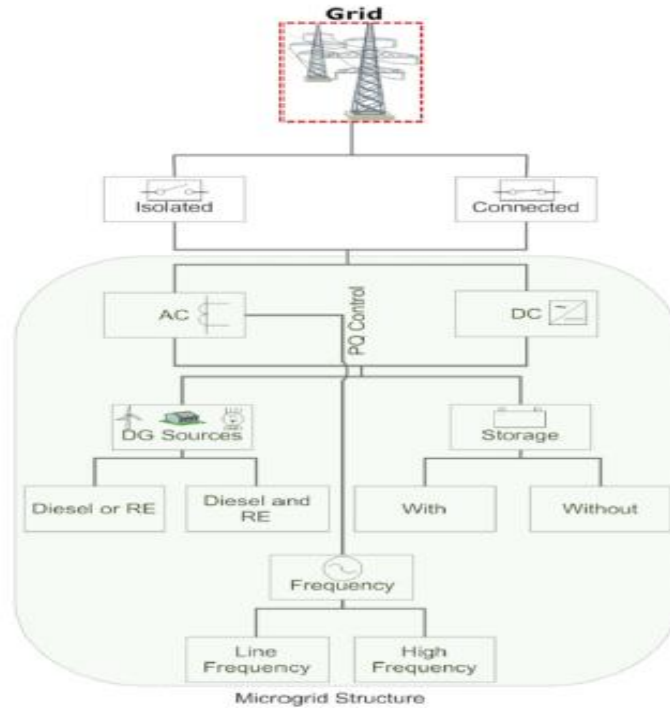 Grid
Isolated
Connected
AC
PQ Control
DC
DG Sources
Storage
Diesel or RE
Diesel and
RE
With
Without
Frequency
Line
Frequency
High
Frequency
Microgrid Structure